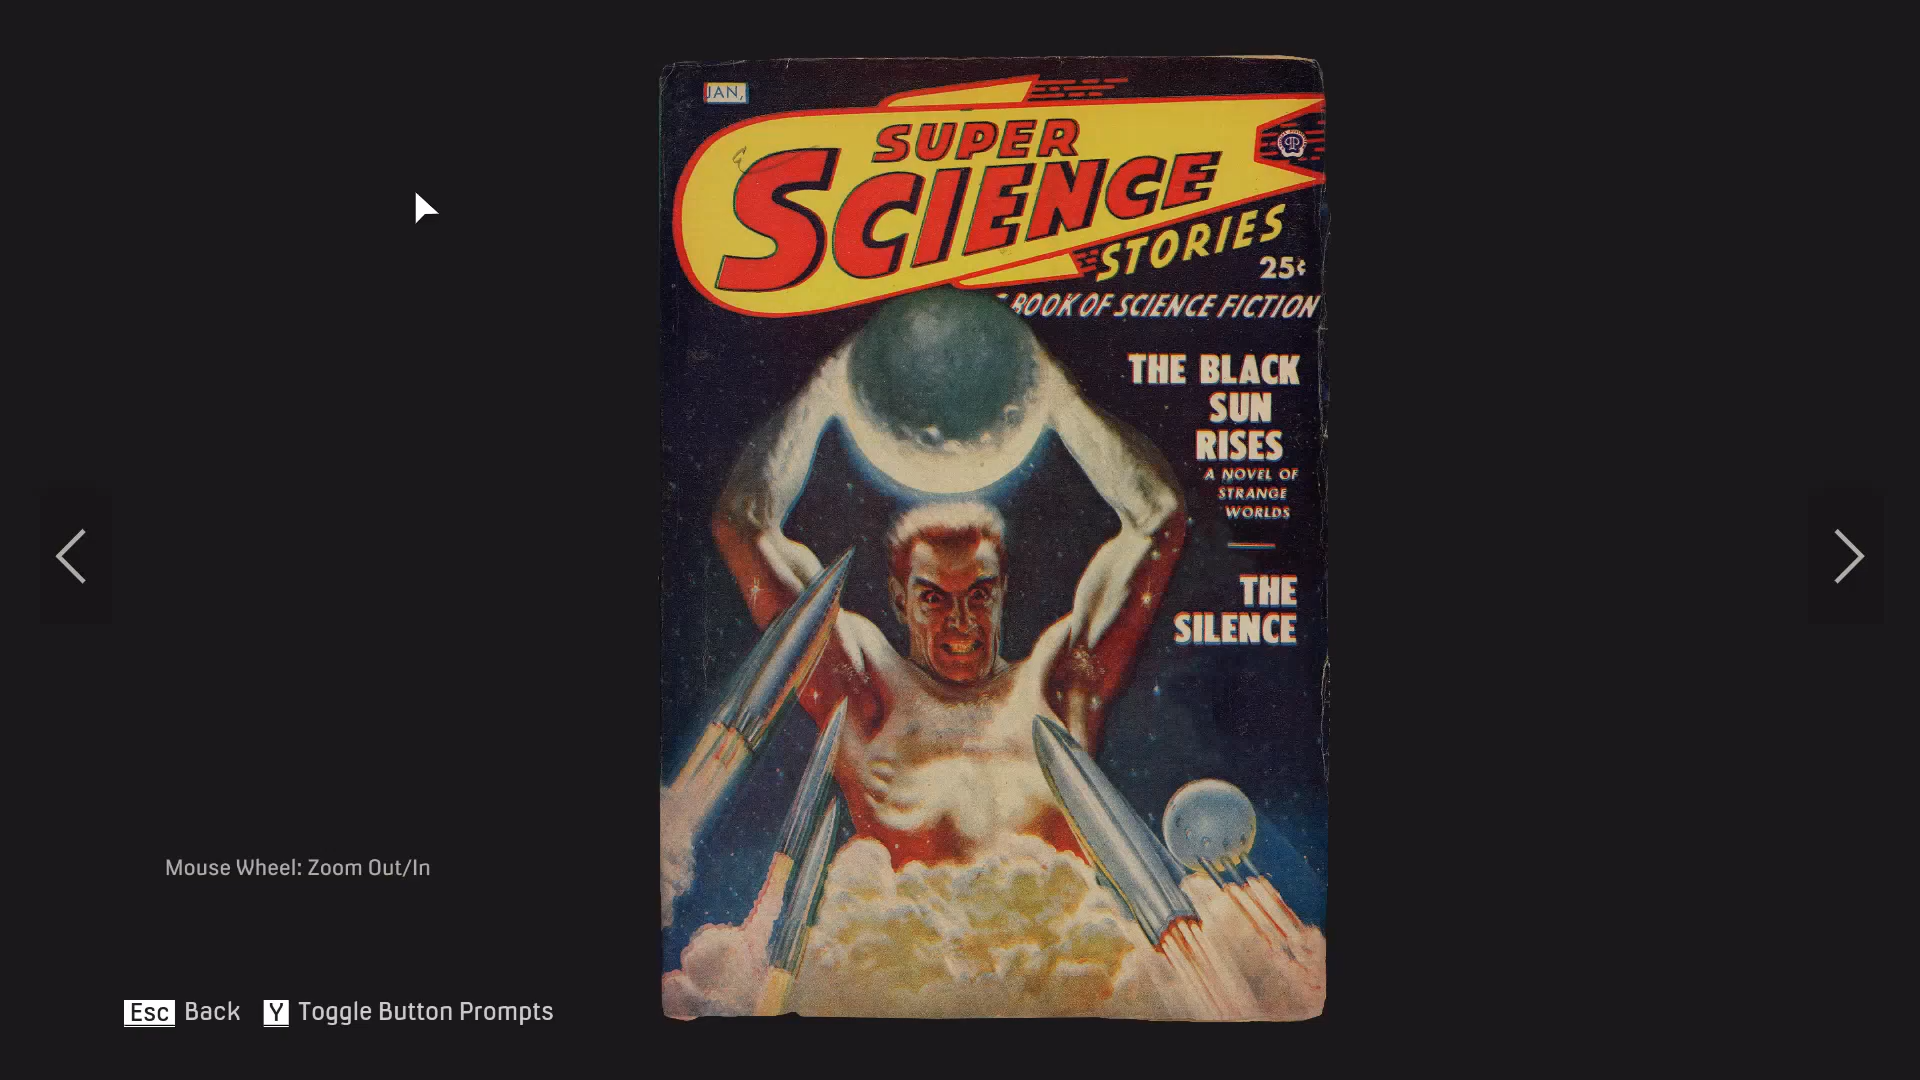 JAN,
SUPER
SCIENCE
STORIES
25¢
BOOK OF SCIENCE FICTION
THE BLACK
SUN
RISES
A NOVEL OF
STRANGE
WORLDS
THE
SILENCE
Mouse Wheel: Zoom Out/In
Esc Back Y Toggle Button Prompts